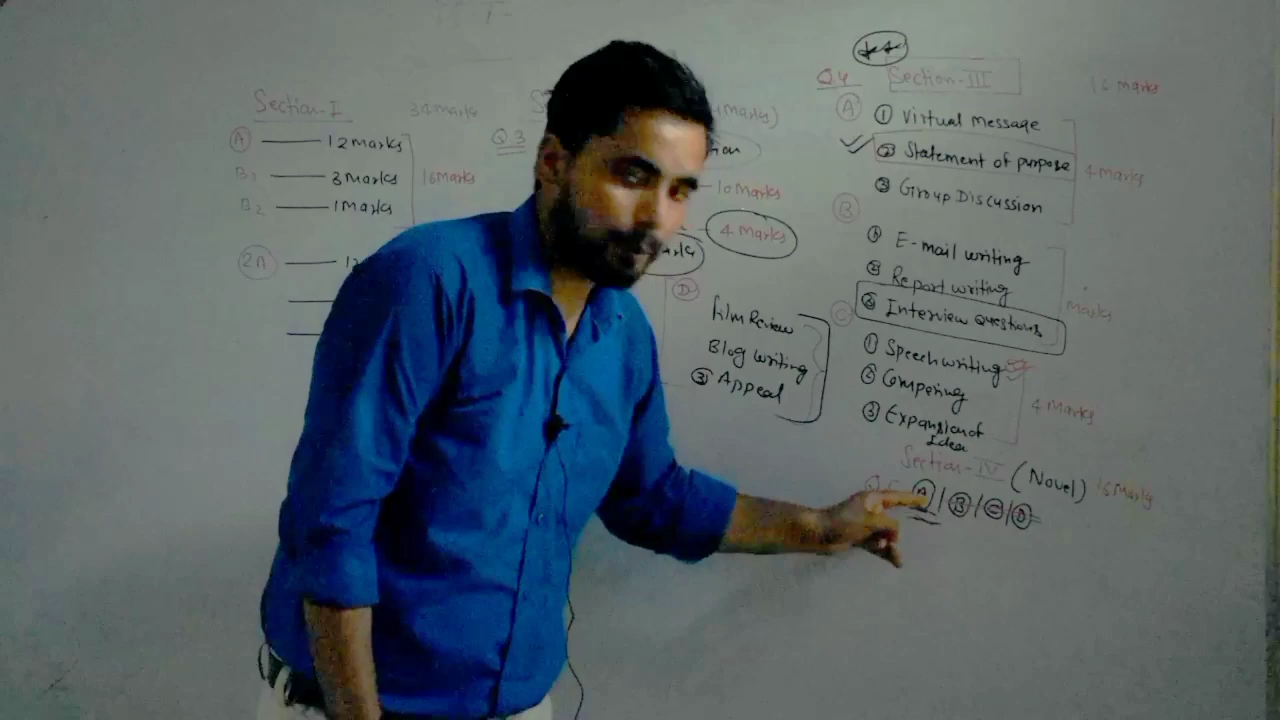 Section-I 32 marks
A 12 Marks
B1 3 Marks
B2 1 Marks
16 Marks
2A
Q.3
10 Marks
4 Marks
D
Film Review
Blog writing
③ Appeal
Q.4 Section-III 16 marks
A
① Virtual Message
② Statement of purpose
③ Group Discussion
4 Marks
B
① E-mail writing
② Report writing
③ Interview Questions
Marks
C
① Speech writing
② Compering
③ Expansion of
Idea
4 Marks
Section-IV (Novel) 16 Marks
A / B / C / D